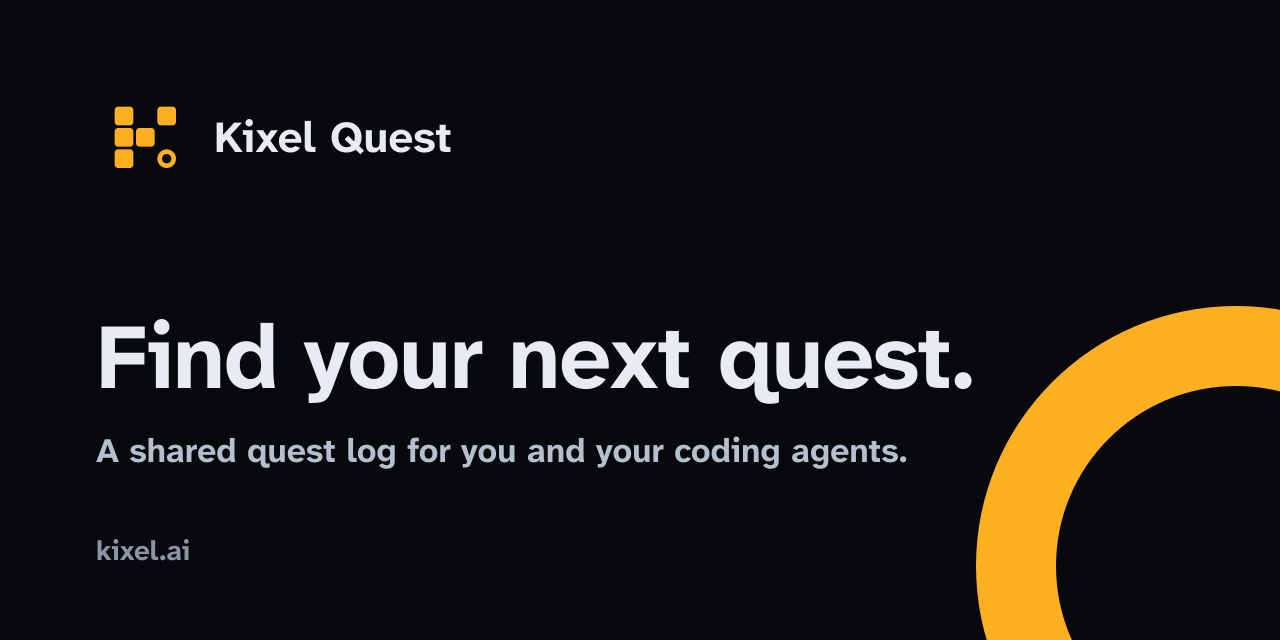 Kixel Quest
Find your next quest.
A shared quest log for you and your coding agents.
kixel.ai